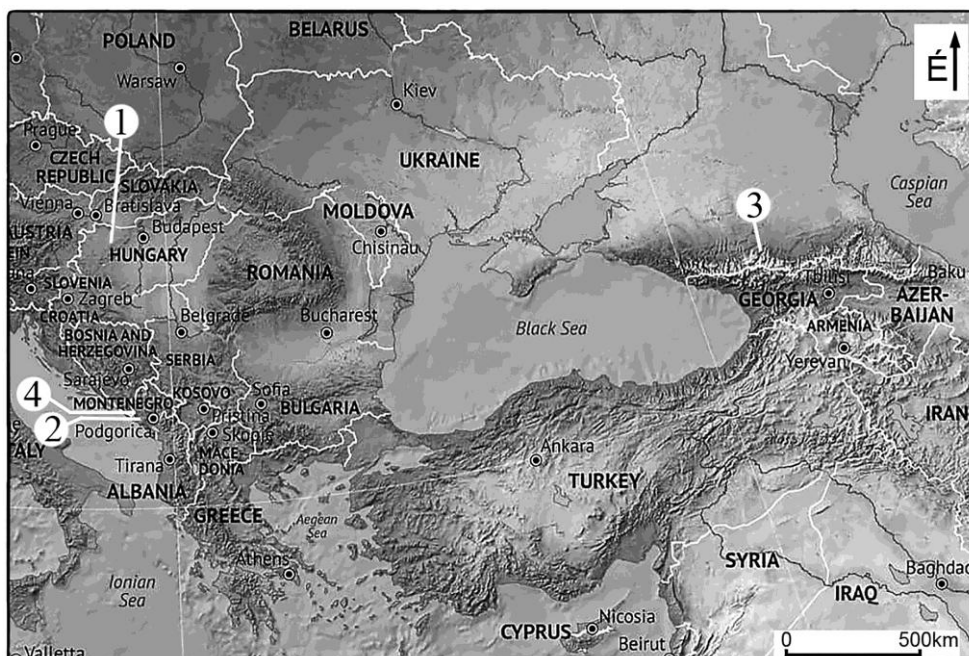 POLAND
BELARUS
É
Warsaw
Kiev
1
Prague
CZECH
REPUBLIC
UKRAINE
SLOVAKIA
Caspian
Sea
Vienna
Bratislava
MOLDOVA
3
AUSTRIA
Budapest
Chisinau
HUNGARY
SLOVENIA
ROMANIA
Tbilisi
Baku
Zagreb
GEORGIA
AZER-
BAIJAN
CROATIA
Belgrade
Bucharest
Black Sea
ARMENIA
BOSNIA AND
HERZEGOVINA
SERBIA
Yerevan
Sarajevo
4
MONTENEGRO
KOSOVO
Sofia
BULGARIA
IRAN
2
Podgorica
Pristina
Skopje
MACE-
DONIA
Ankara
TALY
Tirana
TURKEY
ALBANIA
GREECE
Aegean
Sea
Athens
SYRIA
Baghdad
Ionian
Sea
IRAQ
CYPRUS
Nicosia
Beirut
0 500km
Valletta